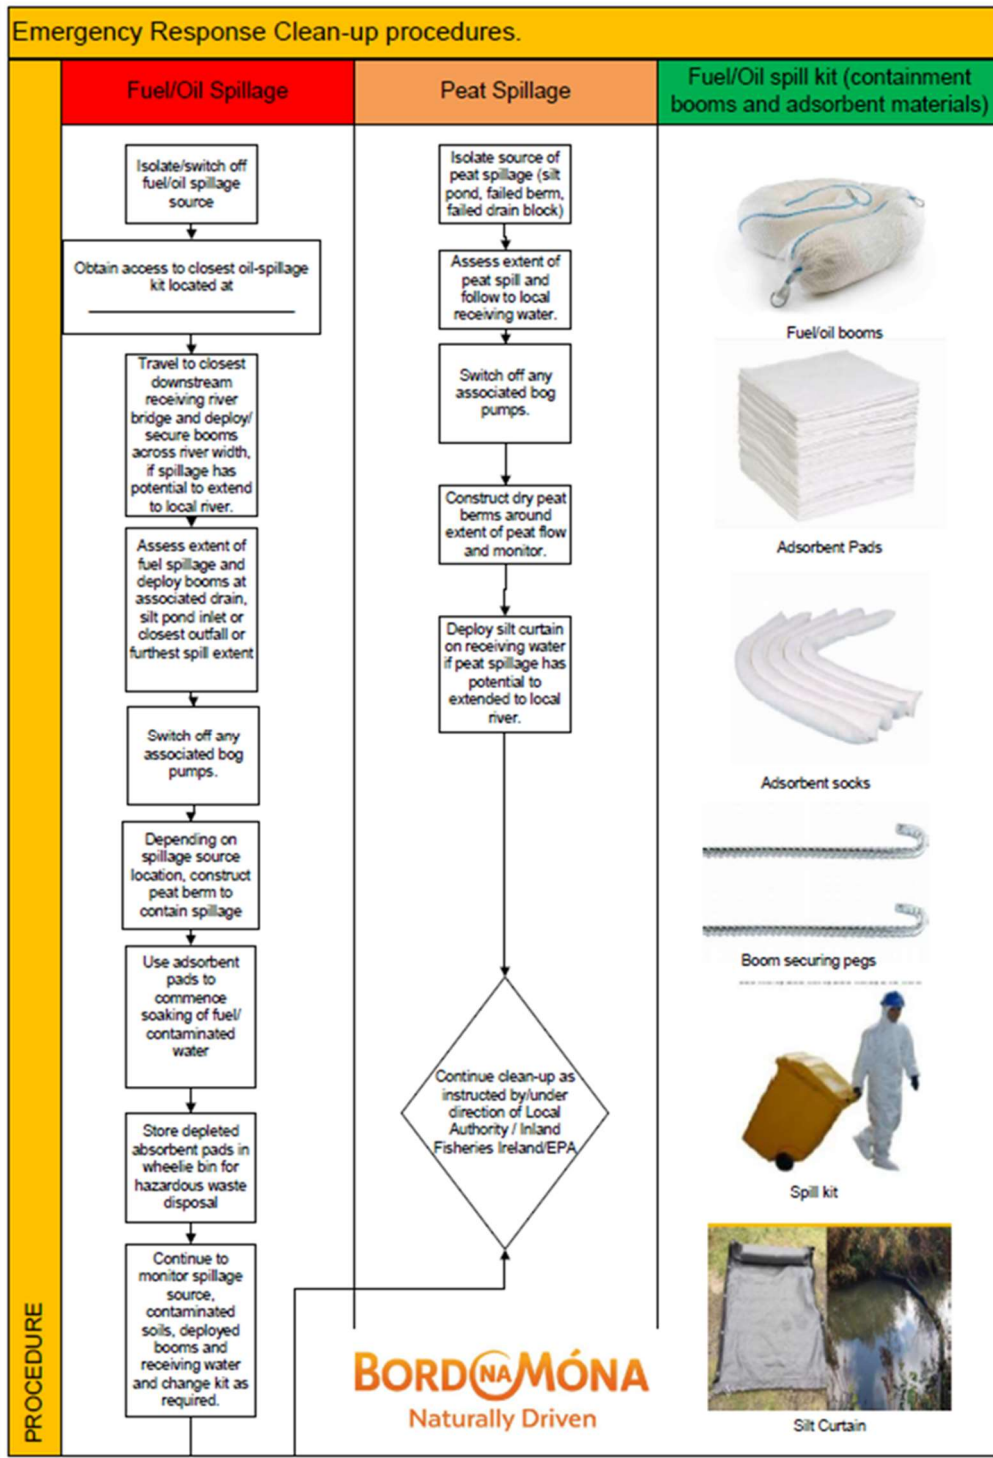 Emergency Response Clean-up procedures.
PROCEDURE
Fuel/Oil Spillage
Isolate/switch off
fuel/oil spillage
source
Obtain access to closest oil-spillage
kit located at
Travel to closest
downstream
receiving river
bridge and deploy/
secure booms
across river width,
if spillage has
potential to extend
to local river.
Assess extent of
fuel spillage and
deploy booms at
associated drain,
silt pond inlet or
closest outfall or
furthest spill extent
Switch off any
associated bog
pumps.
Depending on
spillage source
location, construct
peat berm to
contain spillage
Use adsorbent
pads to
commence
soaking of fuel/
contaminated
water
Store depleted
absorbent pads in
wheelie bin for
hazardous waste
disposal
Continue to
monitor spillage
source,
contaminated
soils, deployed
booms and
receiving water
and change kit as
required.
Peat Spillage
Isolate source of
peat spillage (silt
pond, failed berm,
failed drain block)
Assess extent of
peat spill and
follow to local
receiving water.
Switch off any
associated bog
pumps.
Construct dry peat
berms around
extent of peat flow
and monitor.
Deploy silt curtain
on receiving water
if peat spillage has
potential to
extended to local
river.
Continue clean-up as
instructed by/under
direction of Local
Authority / Inland
Fisheries Ireland/EPA
BORD NA MÓNA
Naturally Driven
Fuel/Oil spill kit (containment
booms and adsorbent materials)
Fuel/oil booms
Adsorbent Pads
Adsorbent socks
Boom securing pegs
Spill kit
Silt Curtain